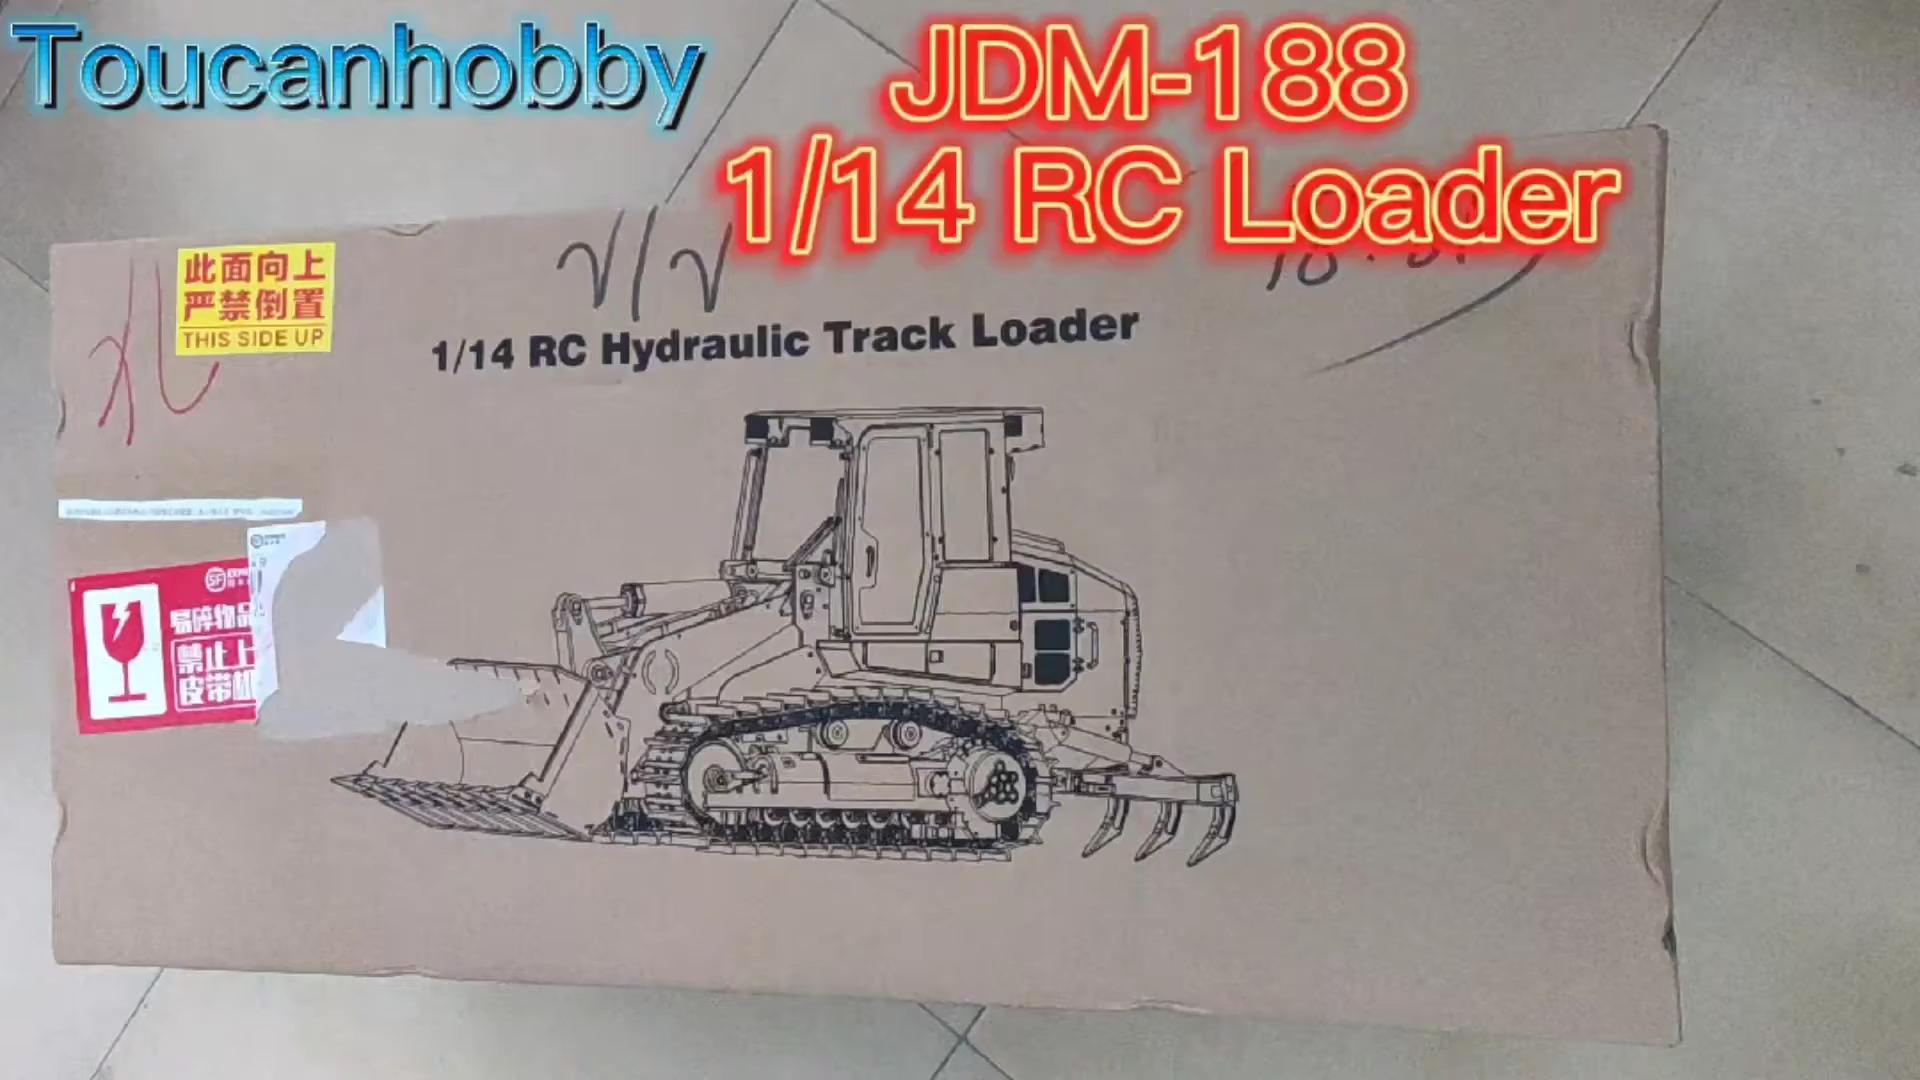 Toucanhobby
JDM-188
1/14 RC Loader
此面向上
严禁倒置
THIS SIDE UP
1/14 RC Hydraulic Track Loader
SF
易碎物品
禁止上
皮带机